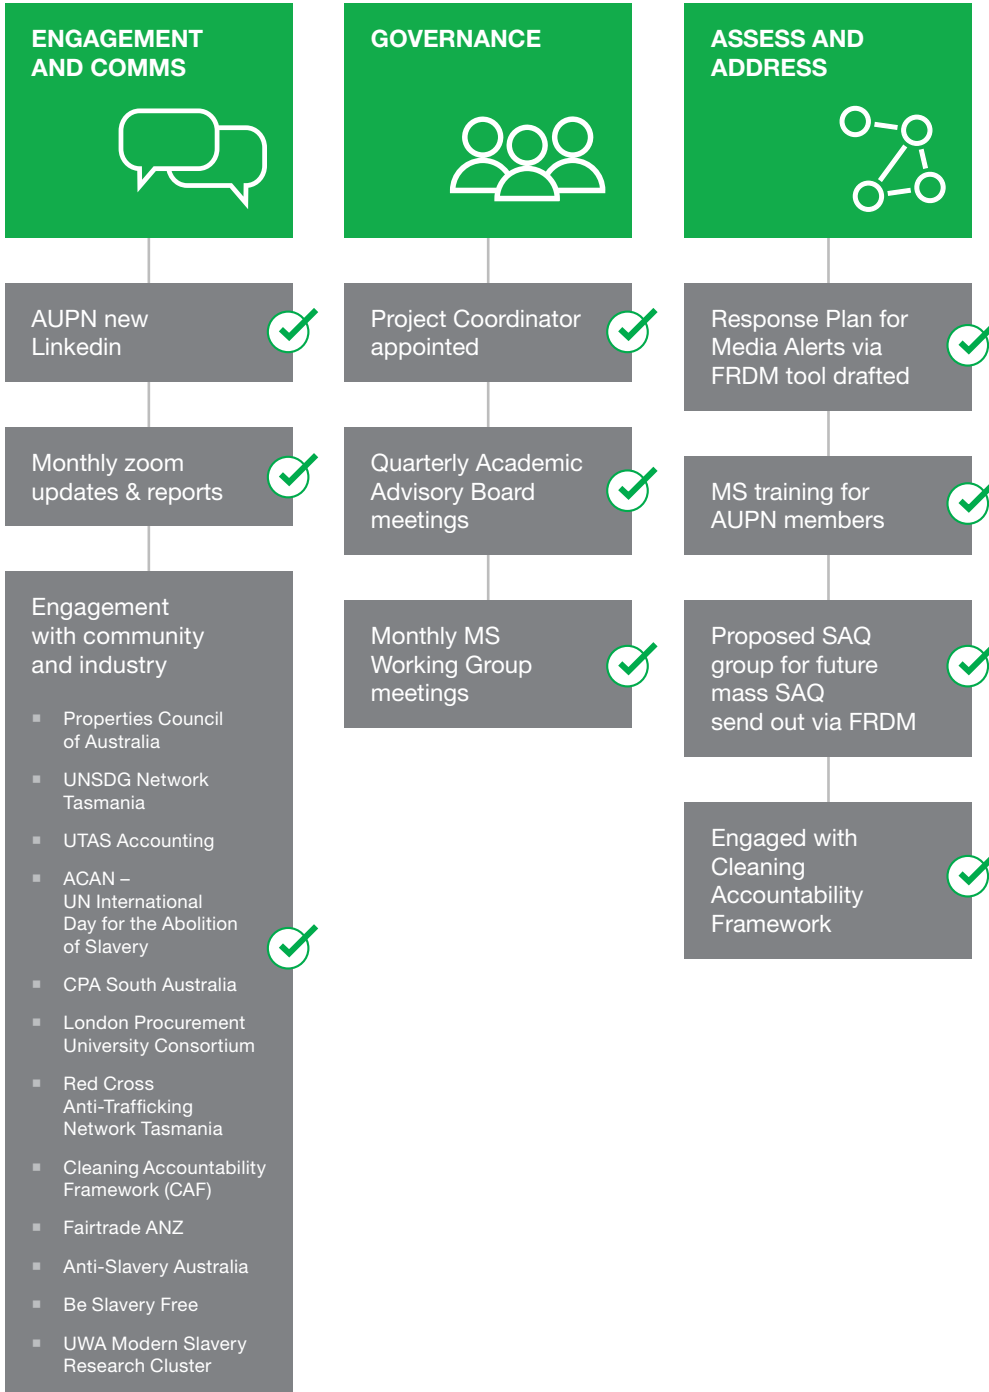 ENGAGEMENT
AND COMMS
AUPN new
Linkedin
Monthly zoom
updates & reports
Engagement
with community
and industry
Properties Council
of Australia
UNSDG Network
Tasmania
UTAS Accounting
ACAN –
UN International
Day for the Abolition
of Slavery
CPA South Australia
London Procurement
University Consortium
Red Cross
Anti-Trafficking
Network Tasmania
Cleaning Accountability
Framework (CAF)
Fairtrade ANZ
Anti-Slavery Australia
Be Slavery Free
UWA Modern Slavery
Research Cluster
GOVERNANCE
Project Coordinator
appointed
Quarterly Academic
Advisory Board
meetings
Monthly MS
Working Group
meetings
ASSESS AND
ADDRESS
Response Plan for
Media Alerts via
FRDM tool drafted
MS training for
AUPN members
Proposed SAQ
group for future
mass SAQ
send out via FRDM
Engaged with
Cleaning
Accountability
Framework